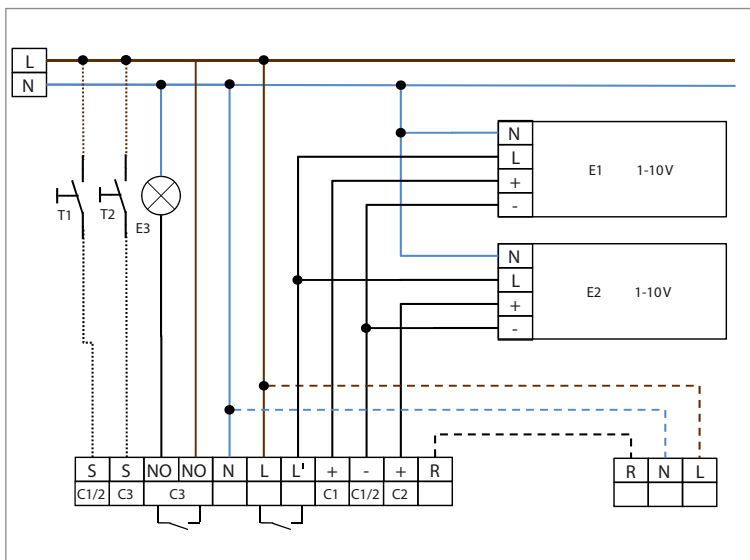 L
N
N
L
+
-
E1 1-10V
T1
T2
E3
N
L
+
-
E2 1-10V
S S NO NO N L L' + - + R
C1/2 C3 C3 C1 C1/2 C2
R N L